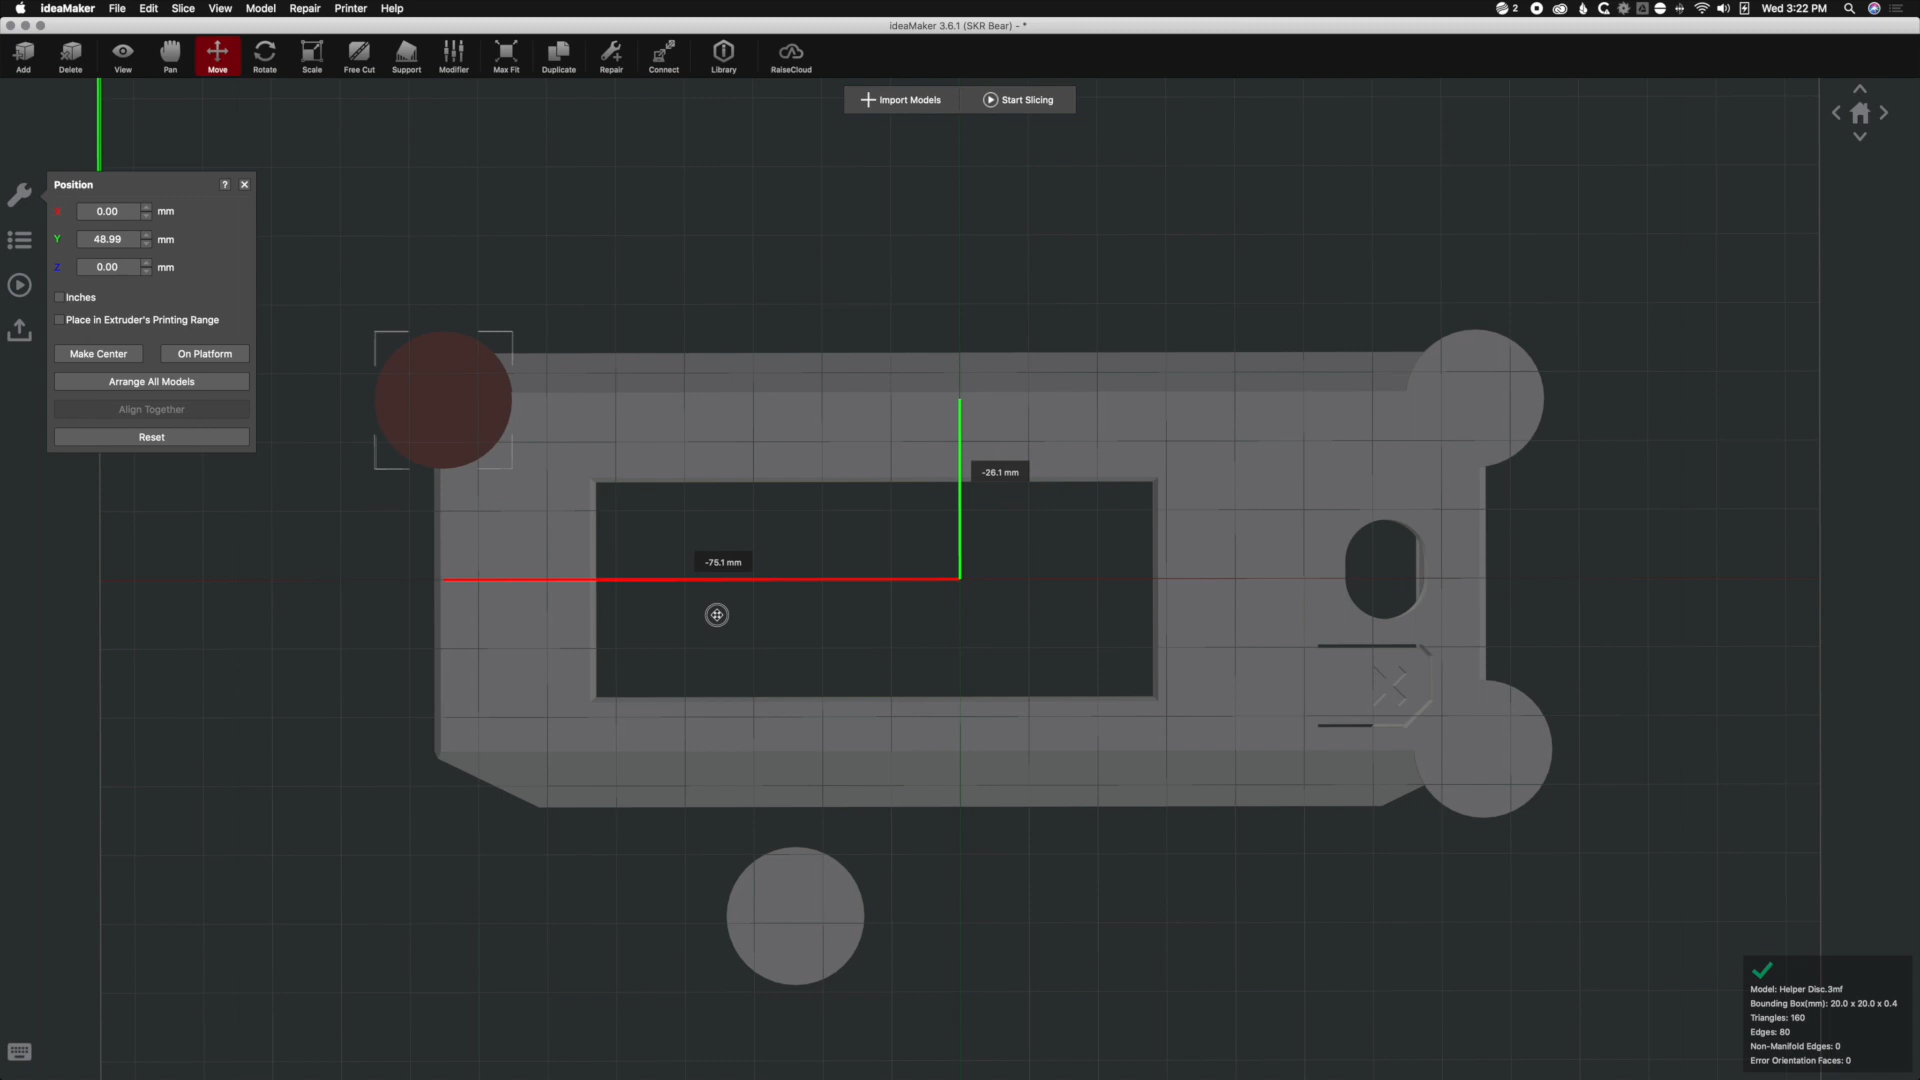 ideaMaker File Edit Slice View Model Repair Printer Help
2
Wed 3:22 PM
ideaMaker 3.6.1 (SKR Bear) – *
Add
Delete
View
Pan
Move
Rotate
Scale
Free Cut
Support
Modifier
Max Fit
Duplicate
Repair
Connect
Library
RaiseCloud
Import Models
Start Slicing
Position
?
X 0.00 mm
Y 48.99 mm
Z 0.00 mm
Inches
Place in Extruder's Printing Range
Make Center
On Platform
Arrange All Models
Align Together
Reset
-26.1 mm
-75.1 mm
Model: Helper Disc.3mf
Bounding Box(mm): 20.0 x 20.0 x 0.4
Triangles: 160
Edges: 80
Non-Manifold Edges: 0
Error Orientation Faces: 0